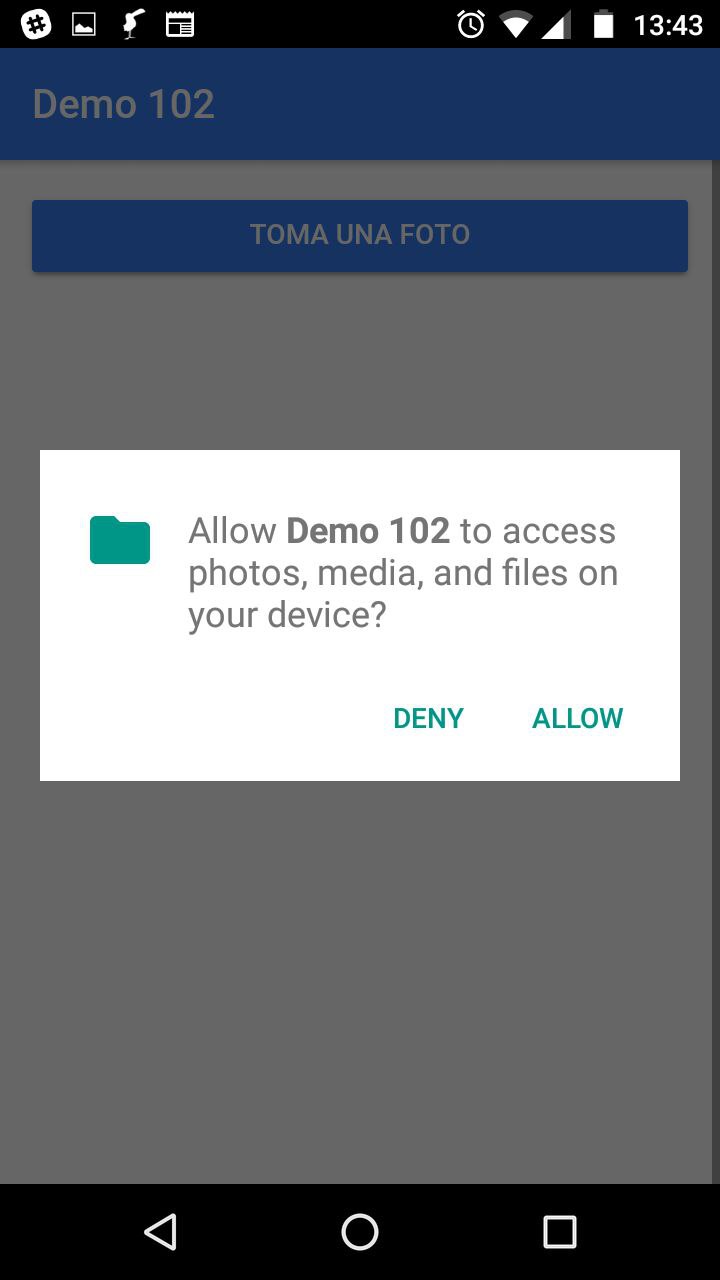 13:43
Demo 102
TOMA UNA FOTO
Allow Demo 102 to access
photos, media, and files on
your device?
DENY ALLOW